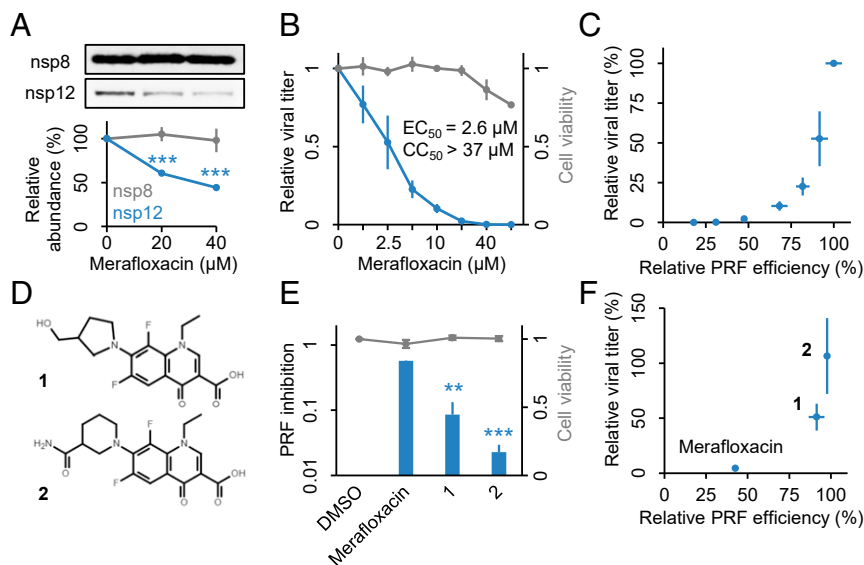 A
nsp8
nsp12
Relative abundance (%)
100
50
0
***
***
nsp8
nsp12
0 20 40
Merafloxacin (μM)
B
Relative viral titer
1
0.5
0
EC50 = 2.6 μM
CC50 > 37 μM
1
0.5
0
Cell viability
0 2.5 10 40
Merafloxacin (μM)
C
Relative viral titer (%)
100
75
50
25
0
0 25 50 75 100
Relative PRF efficiency (%)
D
HO
N
F
F
N
O
O
OH
1
H2N
O
N
F
F
N
O
O
OH
2
E
PRF inhibition
1
0.1
0.01
**
***
1
0.5
0
Cell viability
DMSO
Merafloxacin
1
2
F
Relative viral titer (%)
150
100
50
0
2
1
Merafloxacin
0 25 50 75 100
Relative PRF efficiency (%)